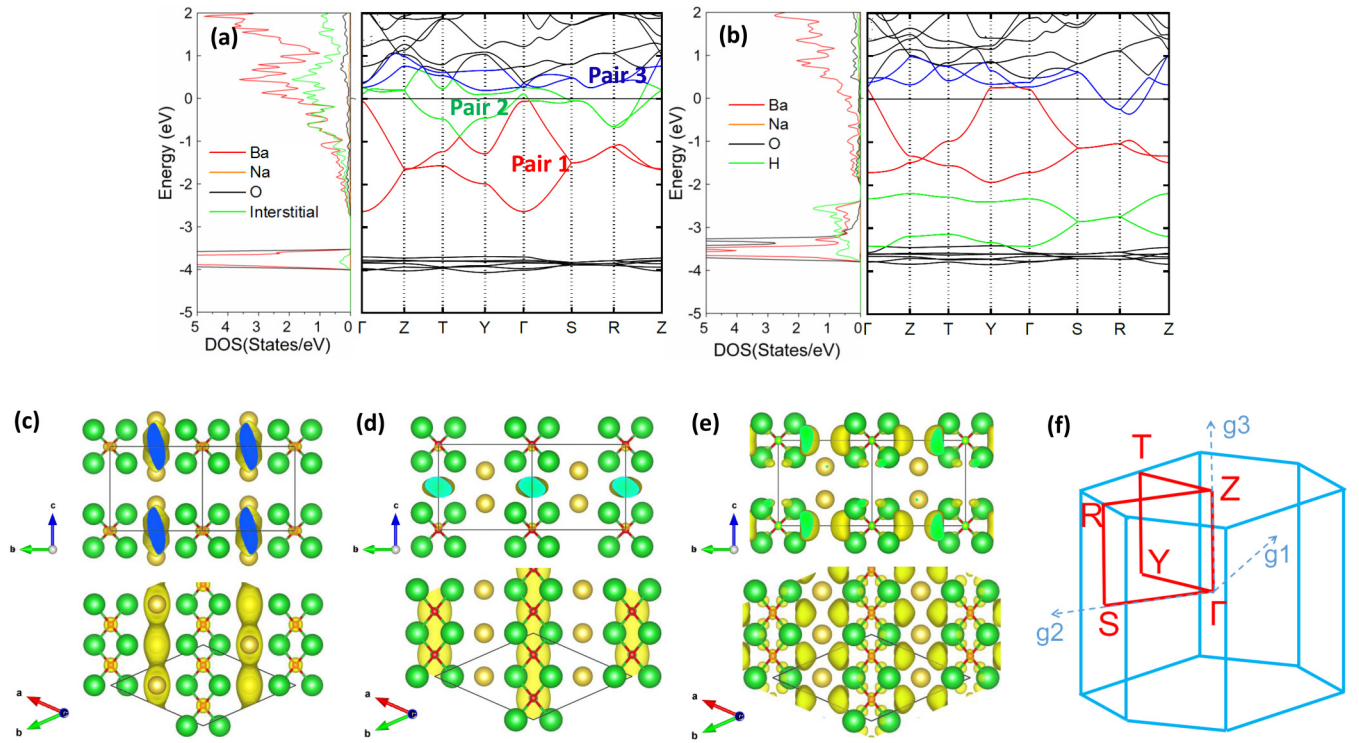 (a)
2
1
0
-1
-2
-3
-4
-5
Energy (eV)
Ba
Na
O
Interstitial
5 4 3 2 1 0
DOS(States/eV)
Pair 3
Pair 2
Pair 1
Γ Z T Y Γ S R Z
(b)
2
1
0
-1
-2
-3
-4
-5
Energy (eV)
Ba
Na
O
H
5 4 3 2 1 0
DOS(States/eV)
Γ Z T Y Γ S R Z
(c)
c
b
a
b
(d)
c
b
a
b
(e)
c
b
a
b
(f)
g3
T
Z
R
g1
Y
Γ
g2
S